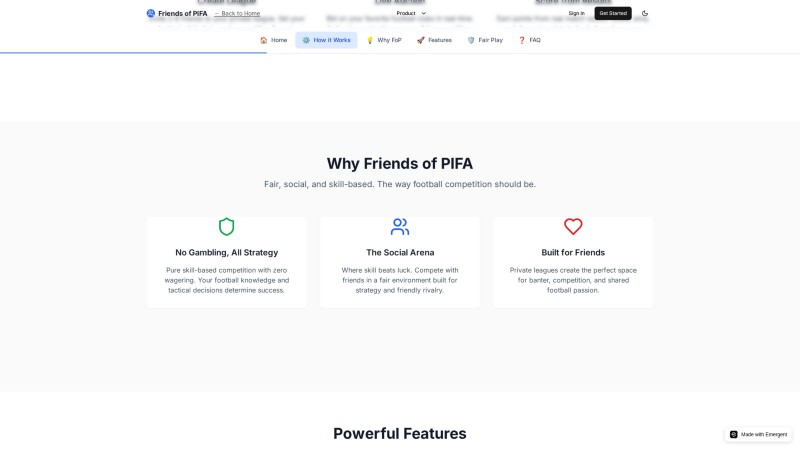 Friends of PIFA
← Back to Home
Product
Sign In
Get Started
Home
How it Works
Why FoP
Features
Fair Play
FAQ
Why Friends of PIFA
Fair, social, and skill-based. The way football competition should be.
No Gambling, All Strategy
Pure skill-based competition with zero
wagering. Your football knowledge and
tactical decisions determine success.
The Social Arena
Where skill beats luck. Compete with
friends in a fair environment built for
strategy and friendly rivalry.
Built for Friends
Private leagues create the perfect space
for banter, competition, and shared
football passion.
Powerful Features
Made with Emergent